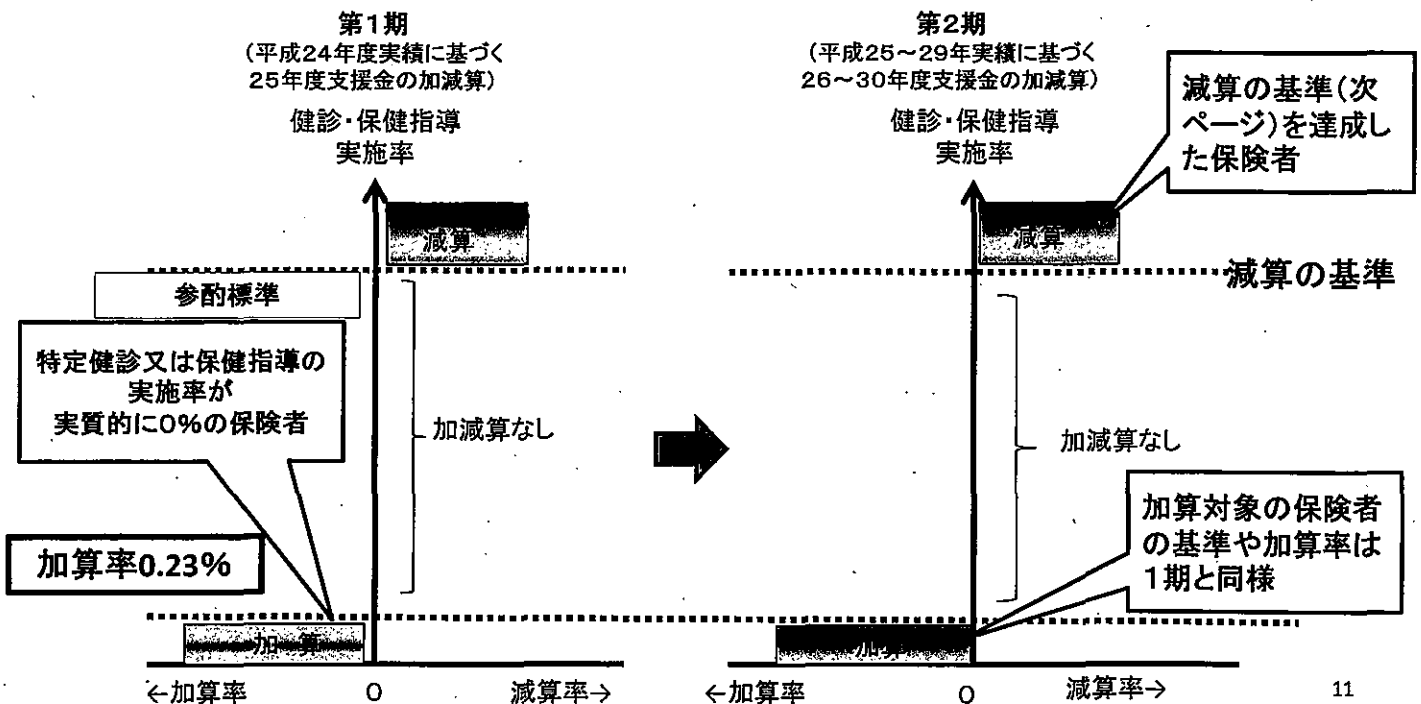 第1期
(平成24年度実績に基づく
25年度支援金の加減算)
健診・保健指導
実施率
減算
参酌標準
特定健診又は保健指導の
実施率が
実質的に0%の保険者
加減算なし
加算率0.23%
加 算
←加算率
0
減算率→
第2期
(平成25～29年実績に基づく
26～30年度支援金の加減算)
健診・保健指導
実施率
減算の基準(次
ページ)を達成し
た保険者
減算
減算の基準
加減算なし
加算対象の保険者
の基準や加算率は
1期と同様
加算
←加算率
0
減算率→
11